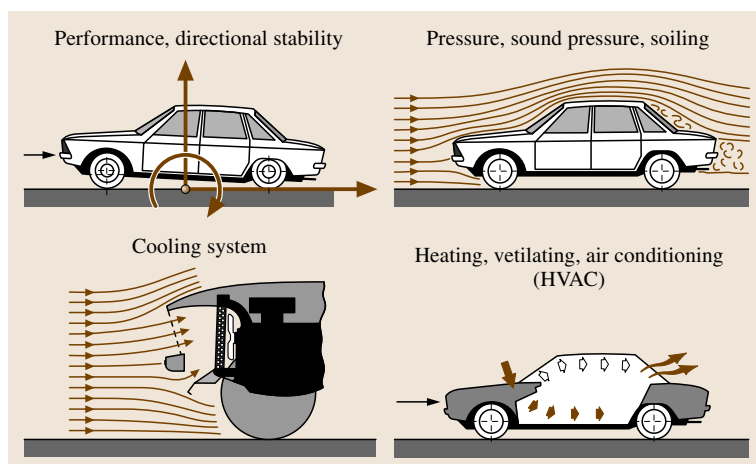 Performance, directional stability
Pressure, sound pressure, soiling
Cooling system
Heating, vetilating, air conditioning
(HVAC)